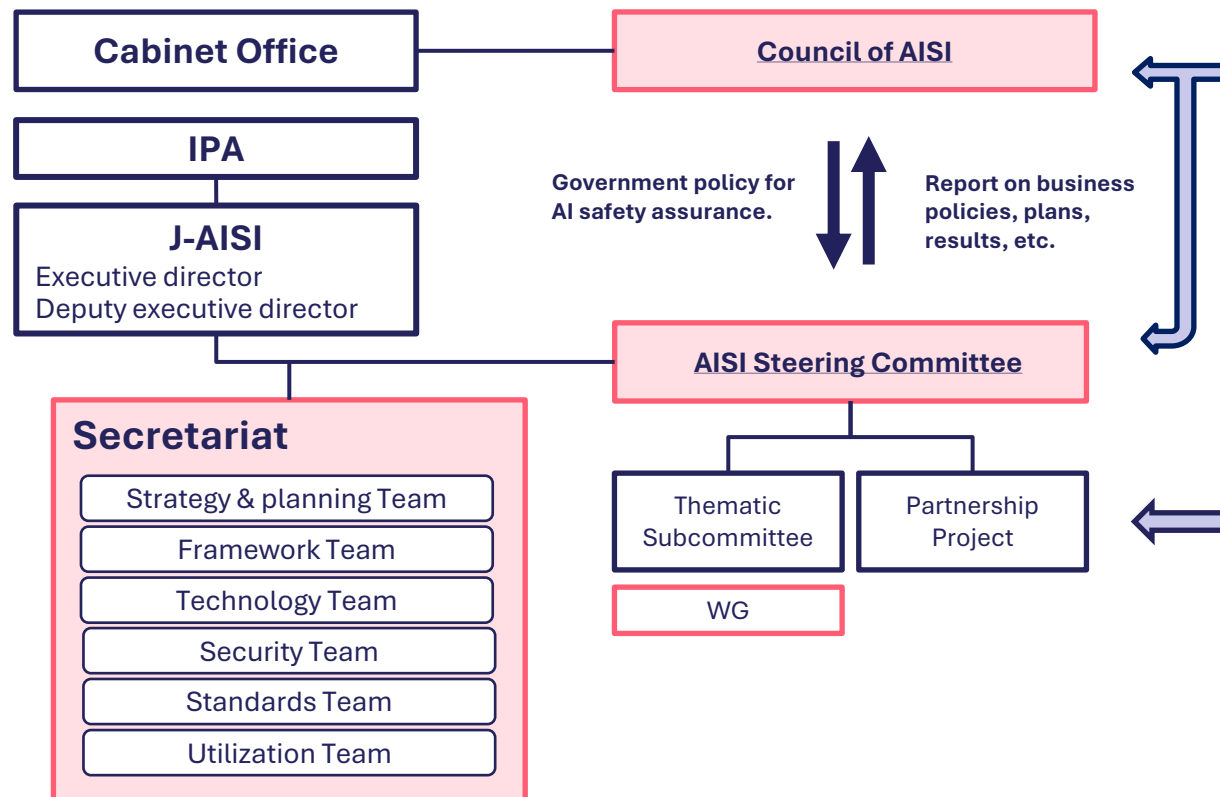 Cabinet Office
Council of AISI
IPA
J-AISI
Executive director
Deputy executive director
Government policy for
AI safety assurance.
Report on business
policies, plans,
results, etc.
AISI Steering Committee
Secretariat
Strategy & planning Team
Framework Team
Technology Team
Security Team
Standards Team
Utilization Team
Thematic
Subcommittee
Partnership
Project
WG